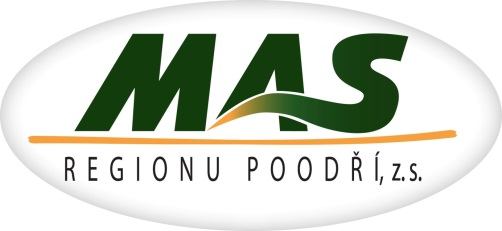 MAS
REGIONU POODŘÍ, z. s.